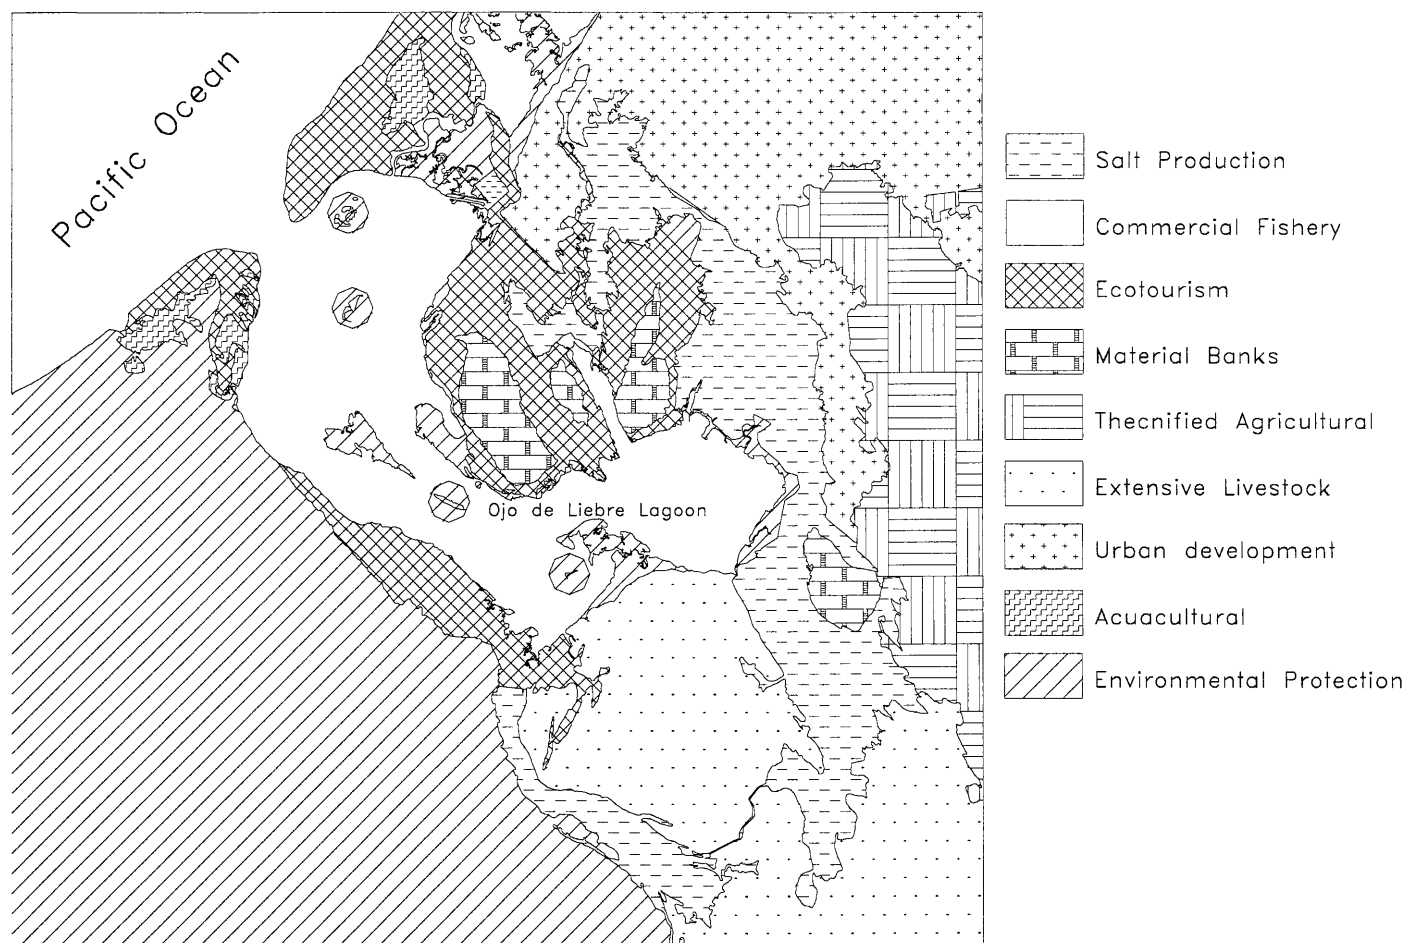 Pacific Ocean
Ojo de Liebre Lagoon
Salt Production
Commercial Fishery
Ecotourism
Material Banks
Thecnified Agricultural
Extensive Livestock
Urban development
Acuacultural
Environmental Protection